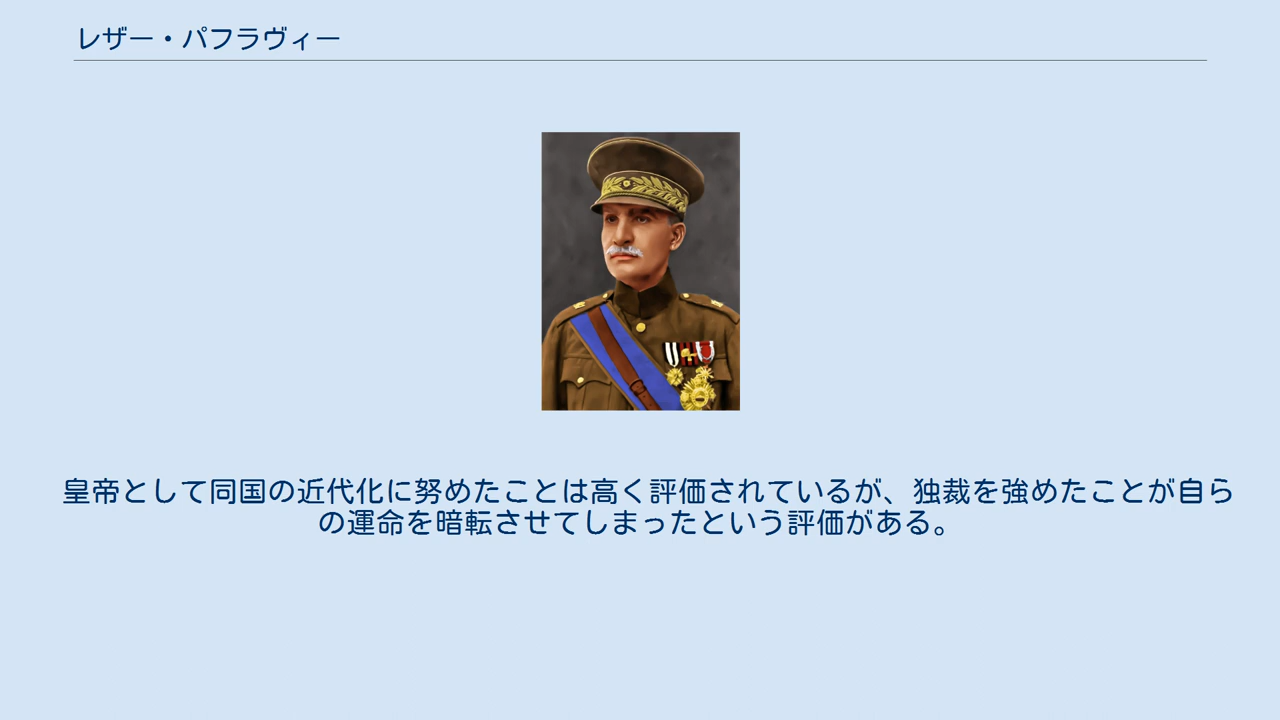 レザー・パフラヴィー
皇帝として同国の近代化に努めたことは高く評価されているが、独裁を強めたことが自ら
の運命を暗転させてしまったという評価がある。